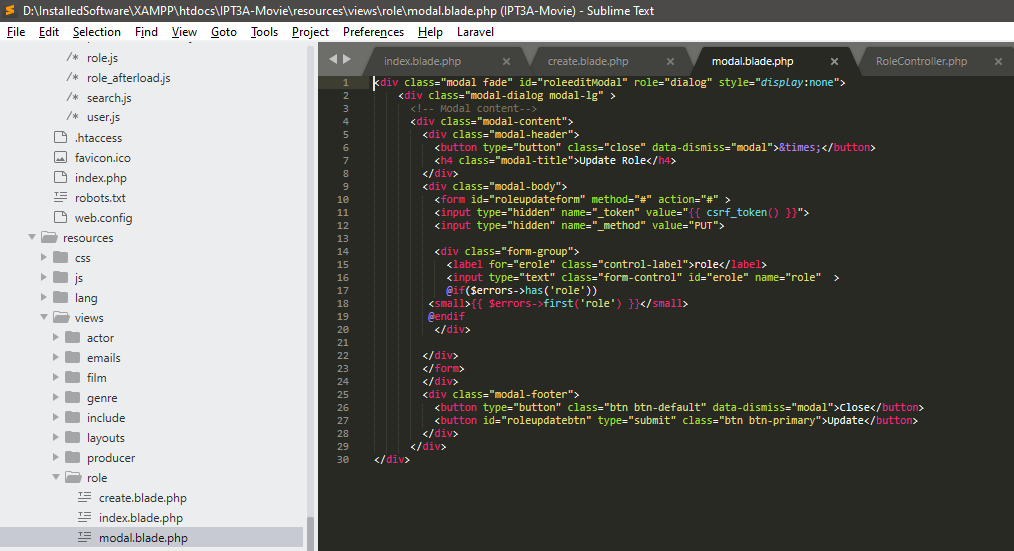 D:\InstalledSoftware\XAMPP\htdocs\IPT3A-Movie\resources\views\role\modal.blade.php (IPT3A-Movie) - Sublime Text
File Edit Selection Find View Goto Tools Project Preferences Help Laravel
/* role.js
/* role_afterload.js
/* search.js
/* user.js
.htaccess
favicon.ico
index.php
robots.txt
web.config
resources
css
js
lang
views
actor
emails
film
genre
include
layouts
producer
role
create.blade.php
index.blade.php
modal.blade.php
index.blade.php × create.blade.php × modal.blade.php × RoleController.php ×
1 <div class="modal fade" id="roleeditModal" role="dialog" style="display:none">
2 <div class="modal-dialog modal-lg" >
3 <!-- Modal content-->
4 <div class="modal-content">
5 <div class="modal-header">
6 <button type="button" class="close" data-dismiss="modal">&times;</button>
7 <h4 class="modal-title">Update Role</h4>
8 </div>
9 <div class="modal-body">
10 <form id="roleupdateform" method="#" action="#" >
11 <input type="hidden" name="_token" value="{{ csrf_token() }}">
12 <input type="hidden" name="_method" value="PUT">
13
14 <div class="form-group">
15 <label for="erole" class="control-label">role</label>
16 <input type="text" class="form-control" id="erole" name="role"  >
17 @if($errors->has('role'))
18 <small>{{ $errors->first('role') }}</small>
19 @endif
20 </div>
21
22 </div>
23 </form>
24 </div>
25 <div class="modal-footer">
26 <button type="button" class="btn btn-default" data-dismiss="modal">Close</button>
27 <button id="roleupdatebtn" type="submit" class="btn btn-primary">Update</button>
28 </div>
29 </div>
30 </div>